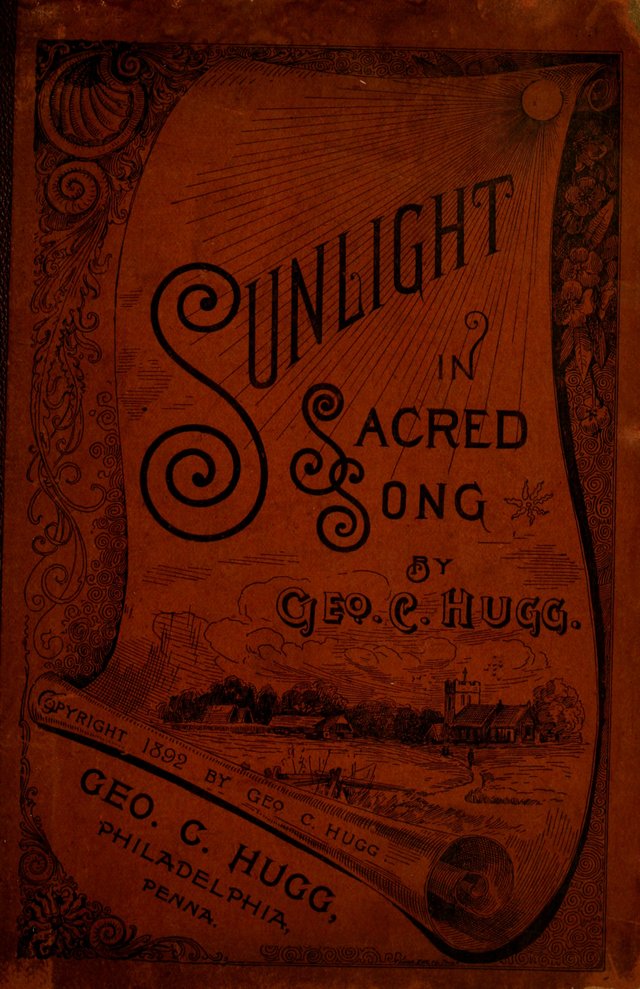 SUNLIGHT
IN
SACRED
SONG
BY
GEO. C. HUGG.
COPYRIGHT 1892 BY GEO C. HUGG
GEO. C. HUGG,
PHILADELPHIA,
PENNA.